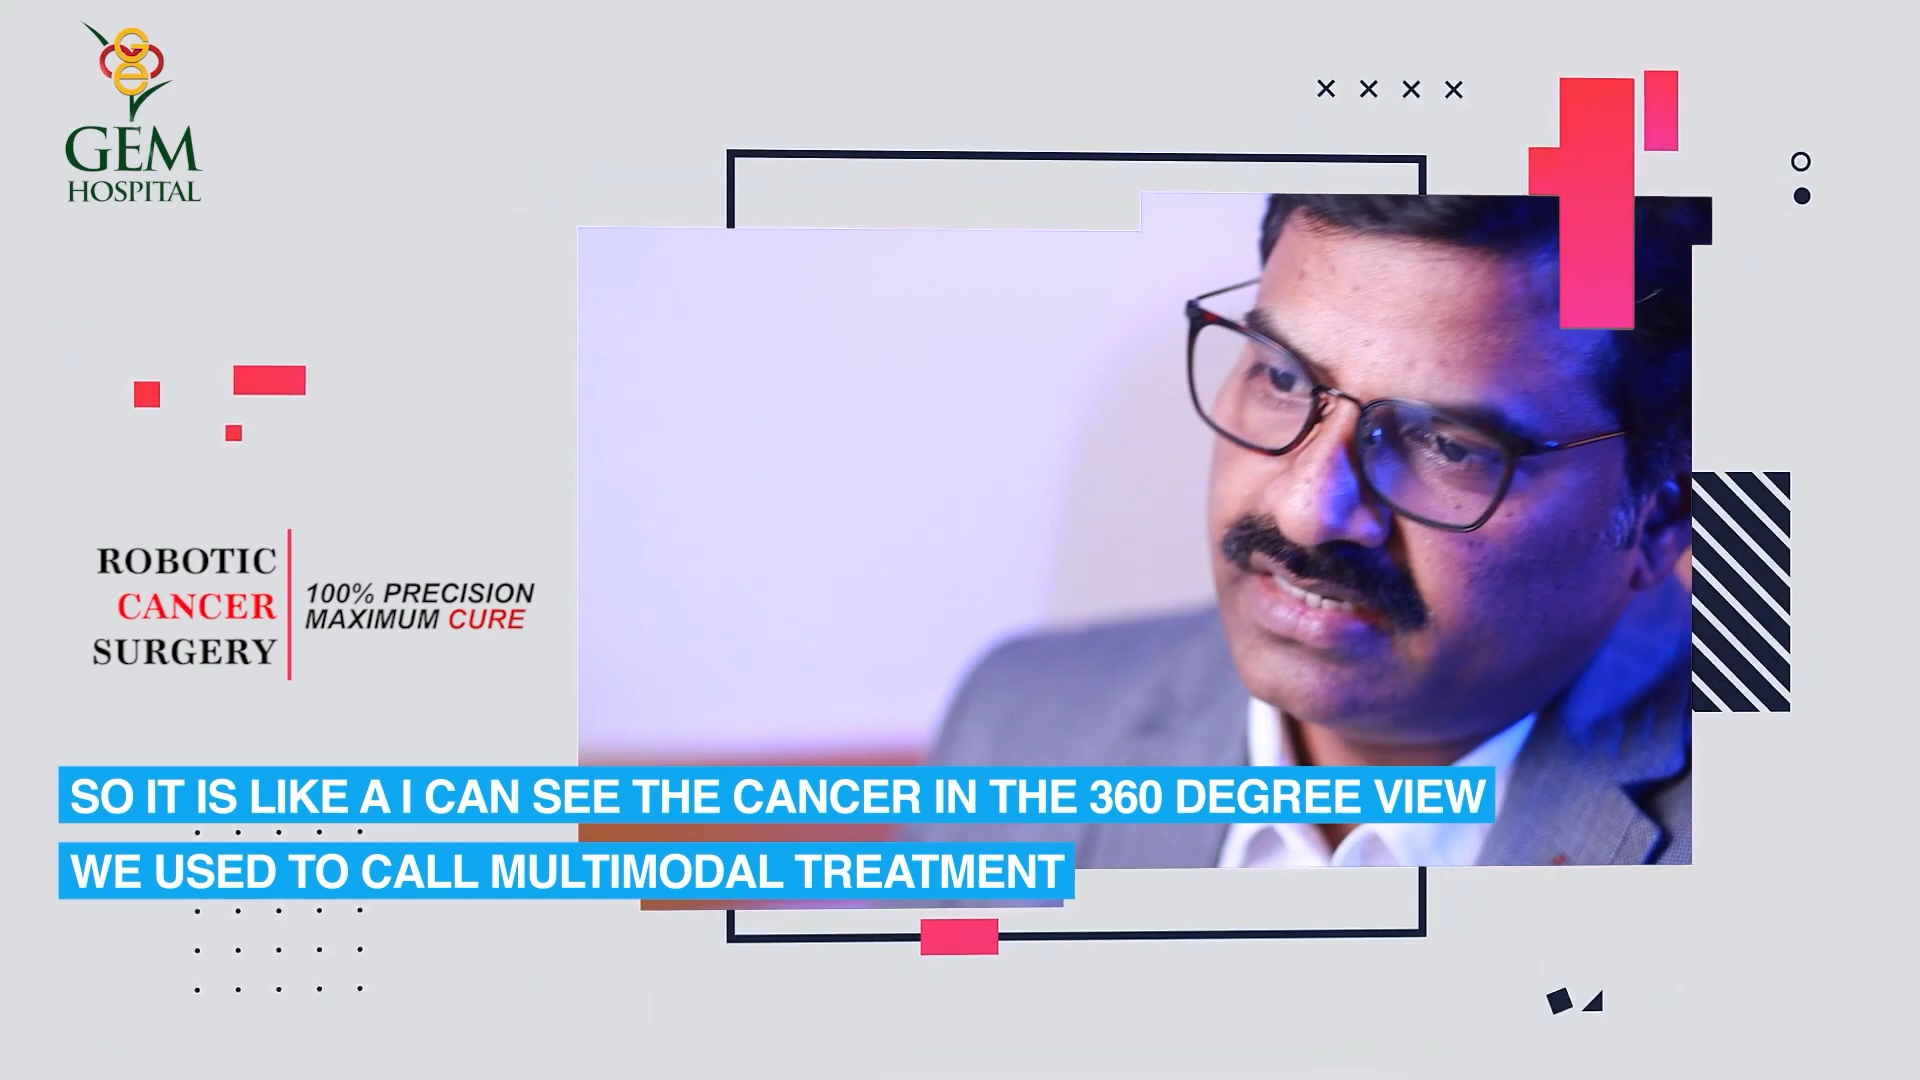 GEM
HOSPITAL
ROBOTIC
CANCER
SURGERY
100% PRECISION
MAXIMUM CURE
SO IT IS LIKE A I CAN SEE THE CANCER IN THE 360 DEGREE VIEW
WE USED TO CALL MULTIMODAL TREATMENT